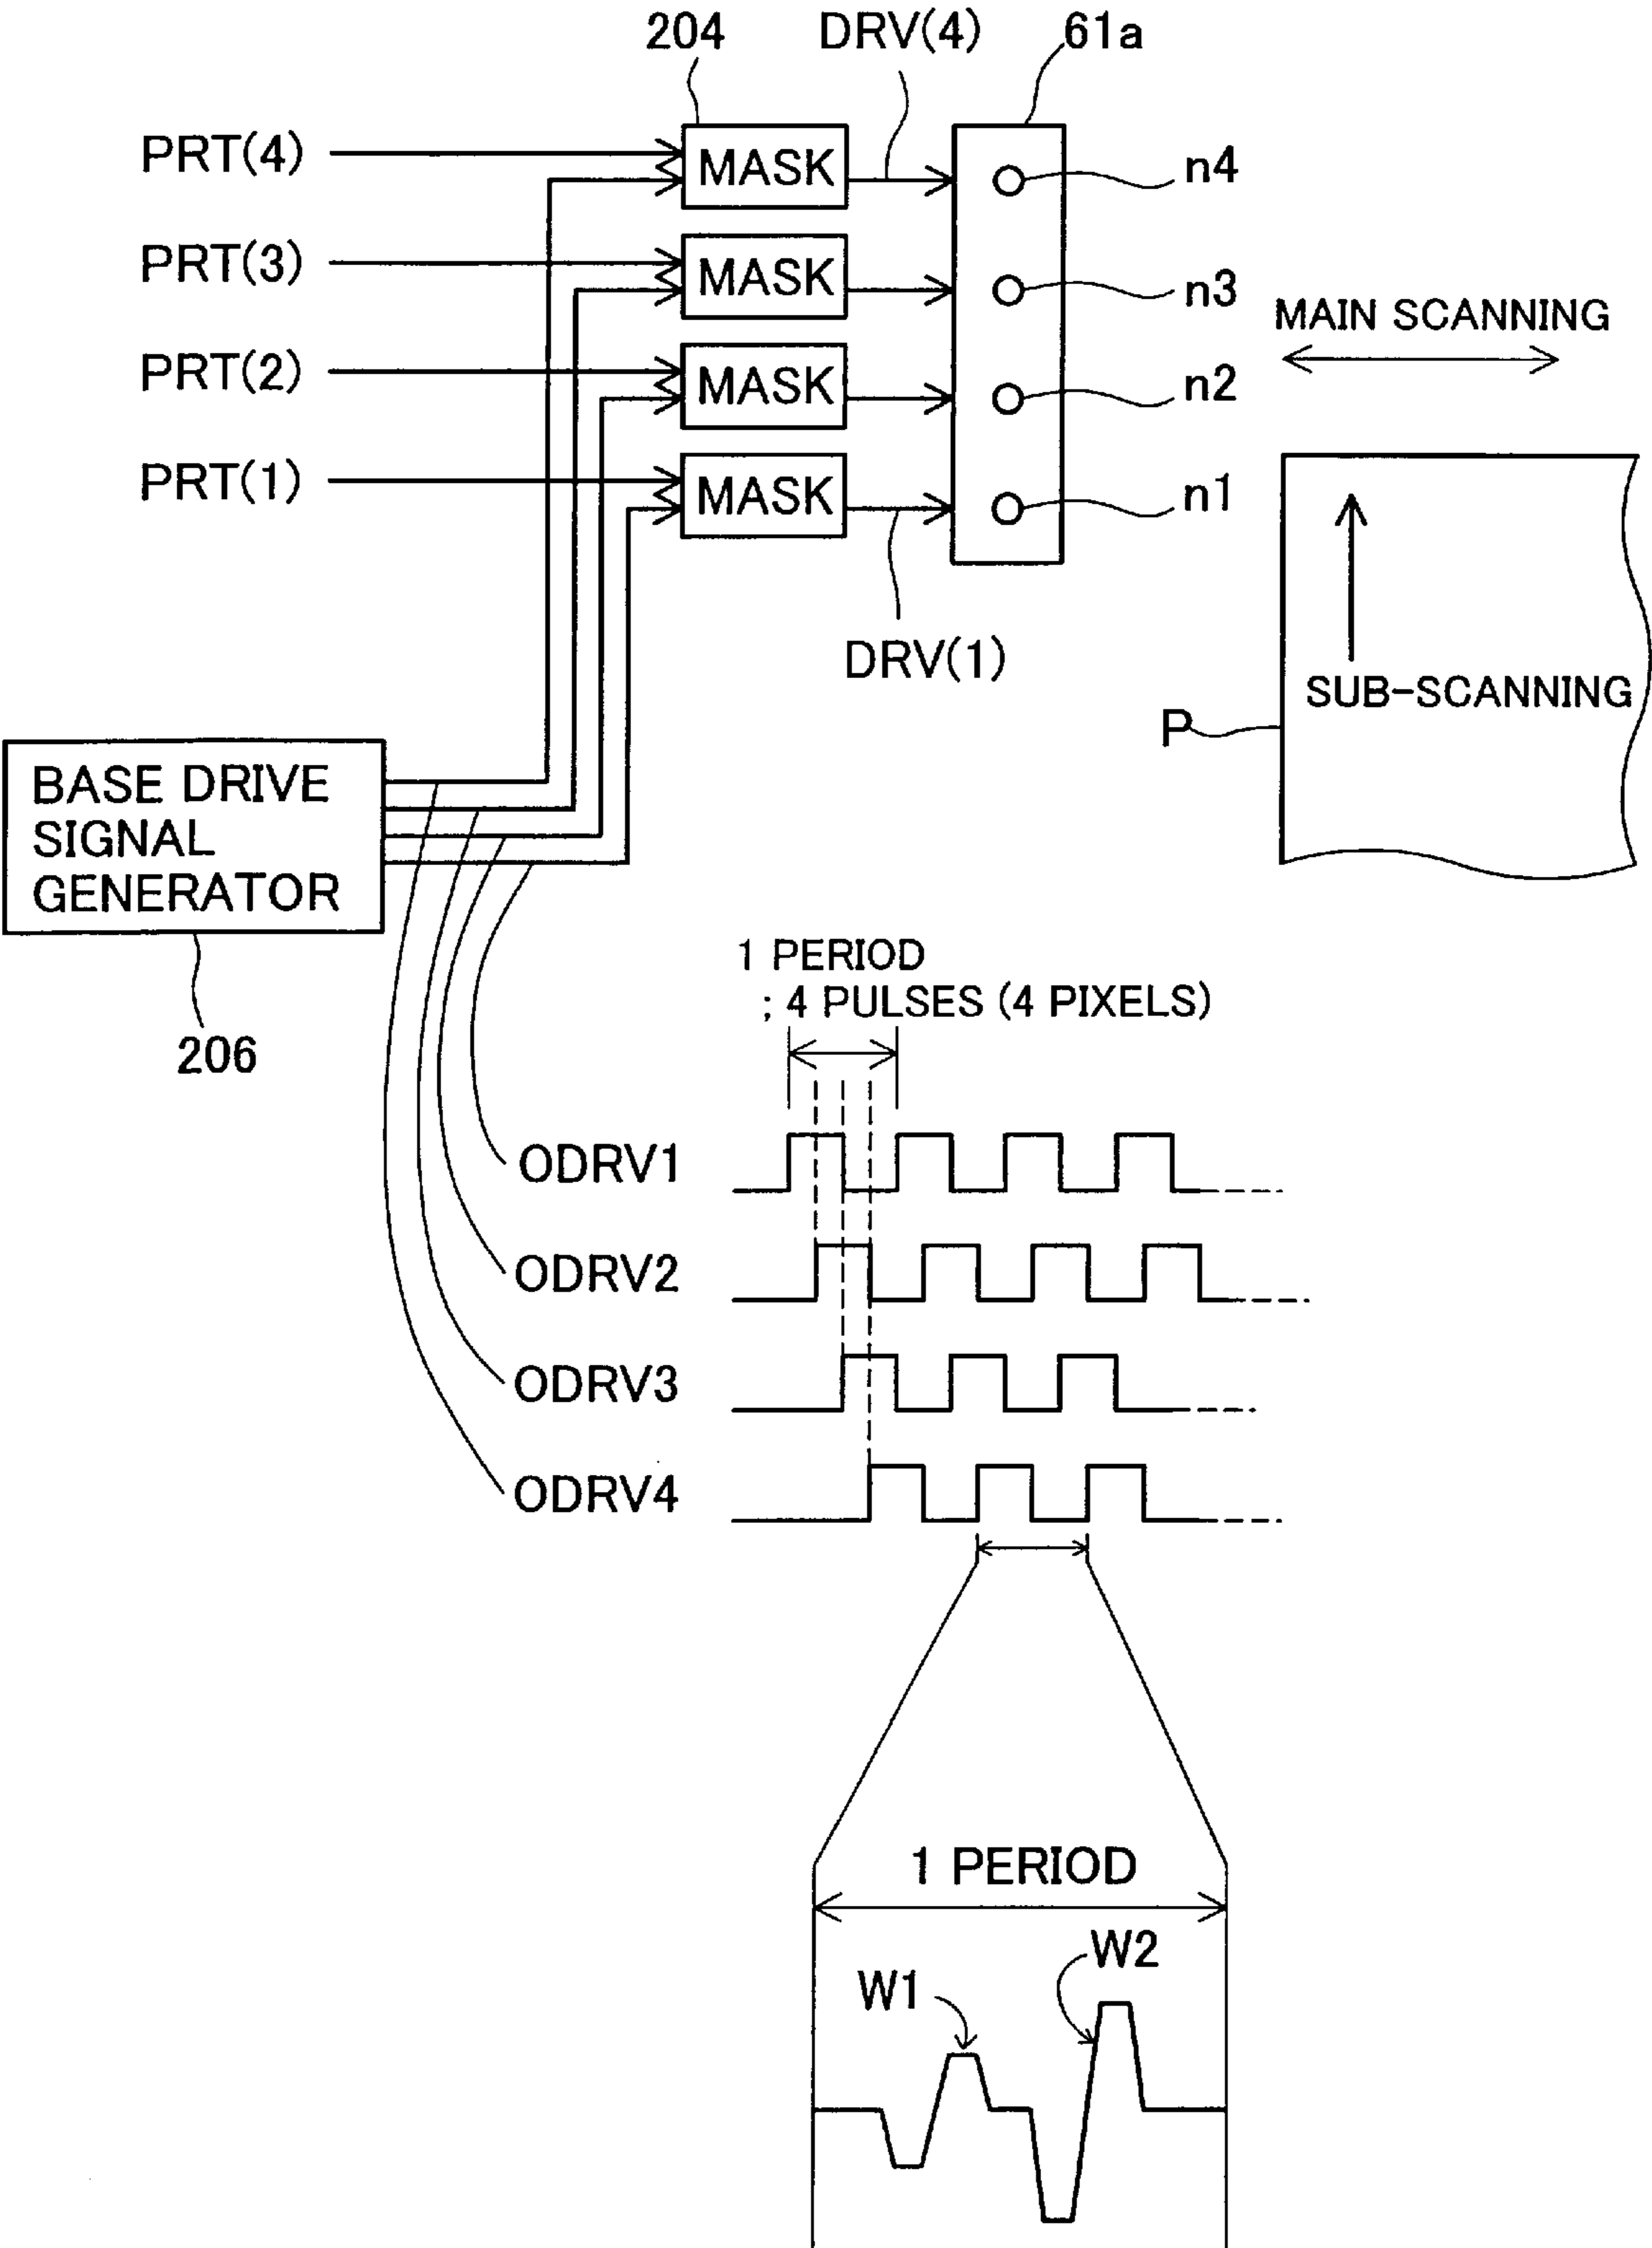 204
DRV(4)
61a
PRT(4)
MASK
n4
PRT(3)
MASK
n3
MAIN SCANNING
PRT(2)
MASK
n2
PRT(1)
MASK
n1
DRV(1)
SUB-SCANNING
P
BASE DRIVE
SIGNAL
GENERATOR
206
1 PERIOD
; 4 PULSES (4 PIXELS)
ODRV1
ODRV2
ODRV3
ODRV4
1 PERIOD
W1
W2